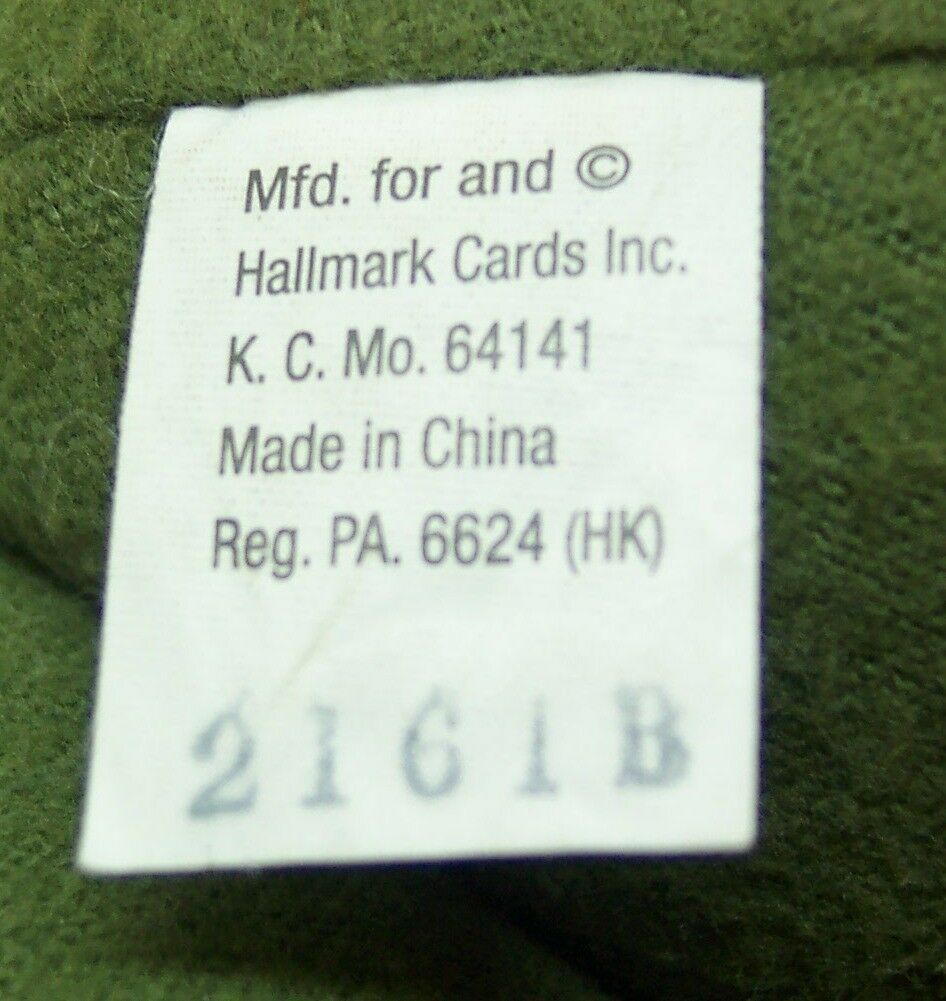 Mfd. for and ©
Hallmark Cards Inc.
K. C. Mo. 64141
Made in China
Reg. PA. 6624 (HK)
2161B